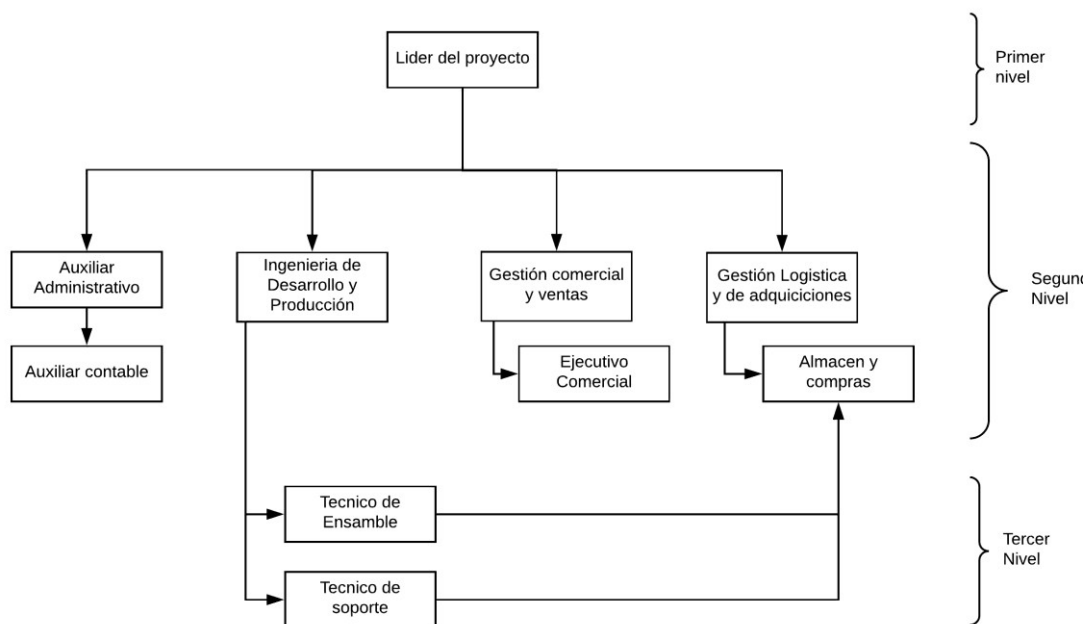 Lider del proyecto
Primer
nivel
Auxiliar
Administrativo
Ingenieria de
Desarrollo y
Producción
Gestión comercial
y ventas
Gestión Logistica
y de adquiciciones
Segund
Nivel
Auxiliar contable
Ejecutivo
Comercial
Almacen y
compras
Tecnico de
Ensamble
Tecnico de
soporte
Tercer
Nivel